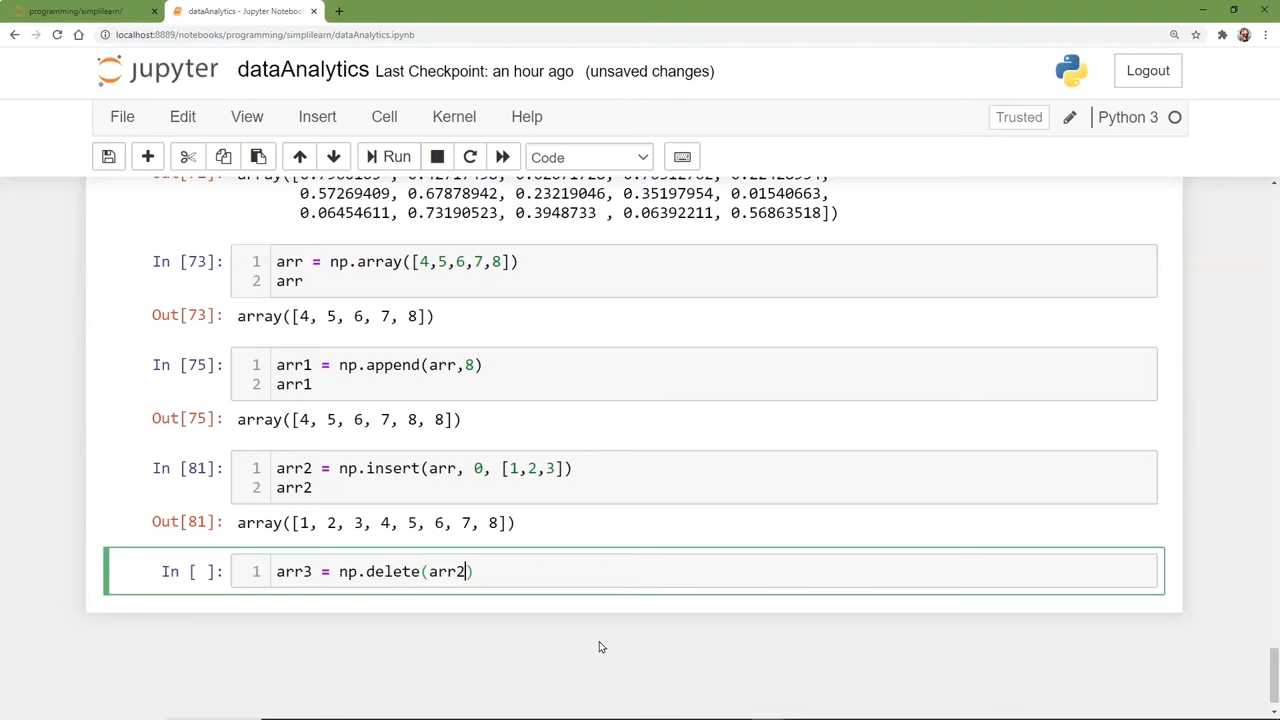 programming/simplilearn/
dataAnalytics - Jupyter Notebook
localhost:8889/notebooks/programming/simplilearn/dataAnalytics.ipynb
jupyter dataAnalytics Last Checkpoint: an hour ago (unsaved changes)
Logout
File Edit View Insert Cell Kernel Help
Trusted Python 3
Run Code
0.57269409, 0.67878942, 0.23219046, 0.35197954, 0.01540663,
0.06454611, 0.73190523, 0.3948733 , 0.06392211, 0.56863518])
In [73]: 1 arr = np.array([4,5,6,7,8])
2 arr
Out[73]: array([4, 5, 6, 7, 8])
In [75]: 1 arr1 = np.append(arr,8)
2 arr1
Out[75]: array([4, 5, 6, 7, 8, 8])
In [81]: 1 arr2 = np.insert(arr, 0, [1,2,3])
2 arr2
Out[81]: array([1, 2, 3, 4, 5, 6, 7, 8])
In [ ]: 1 arr3 = np.delete(arr2)